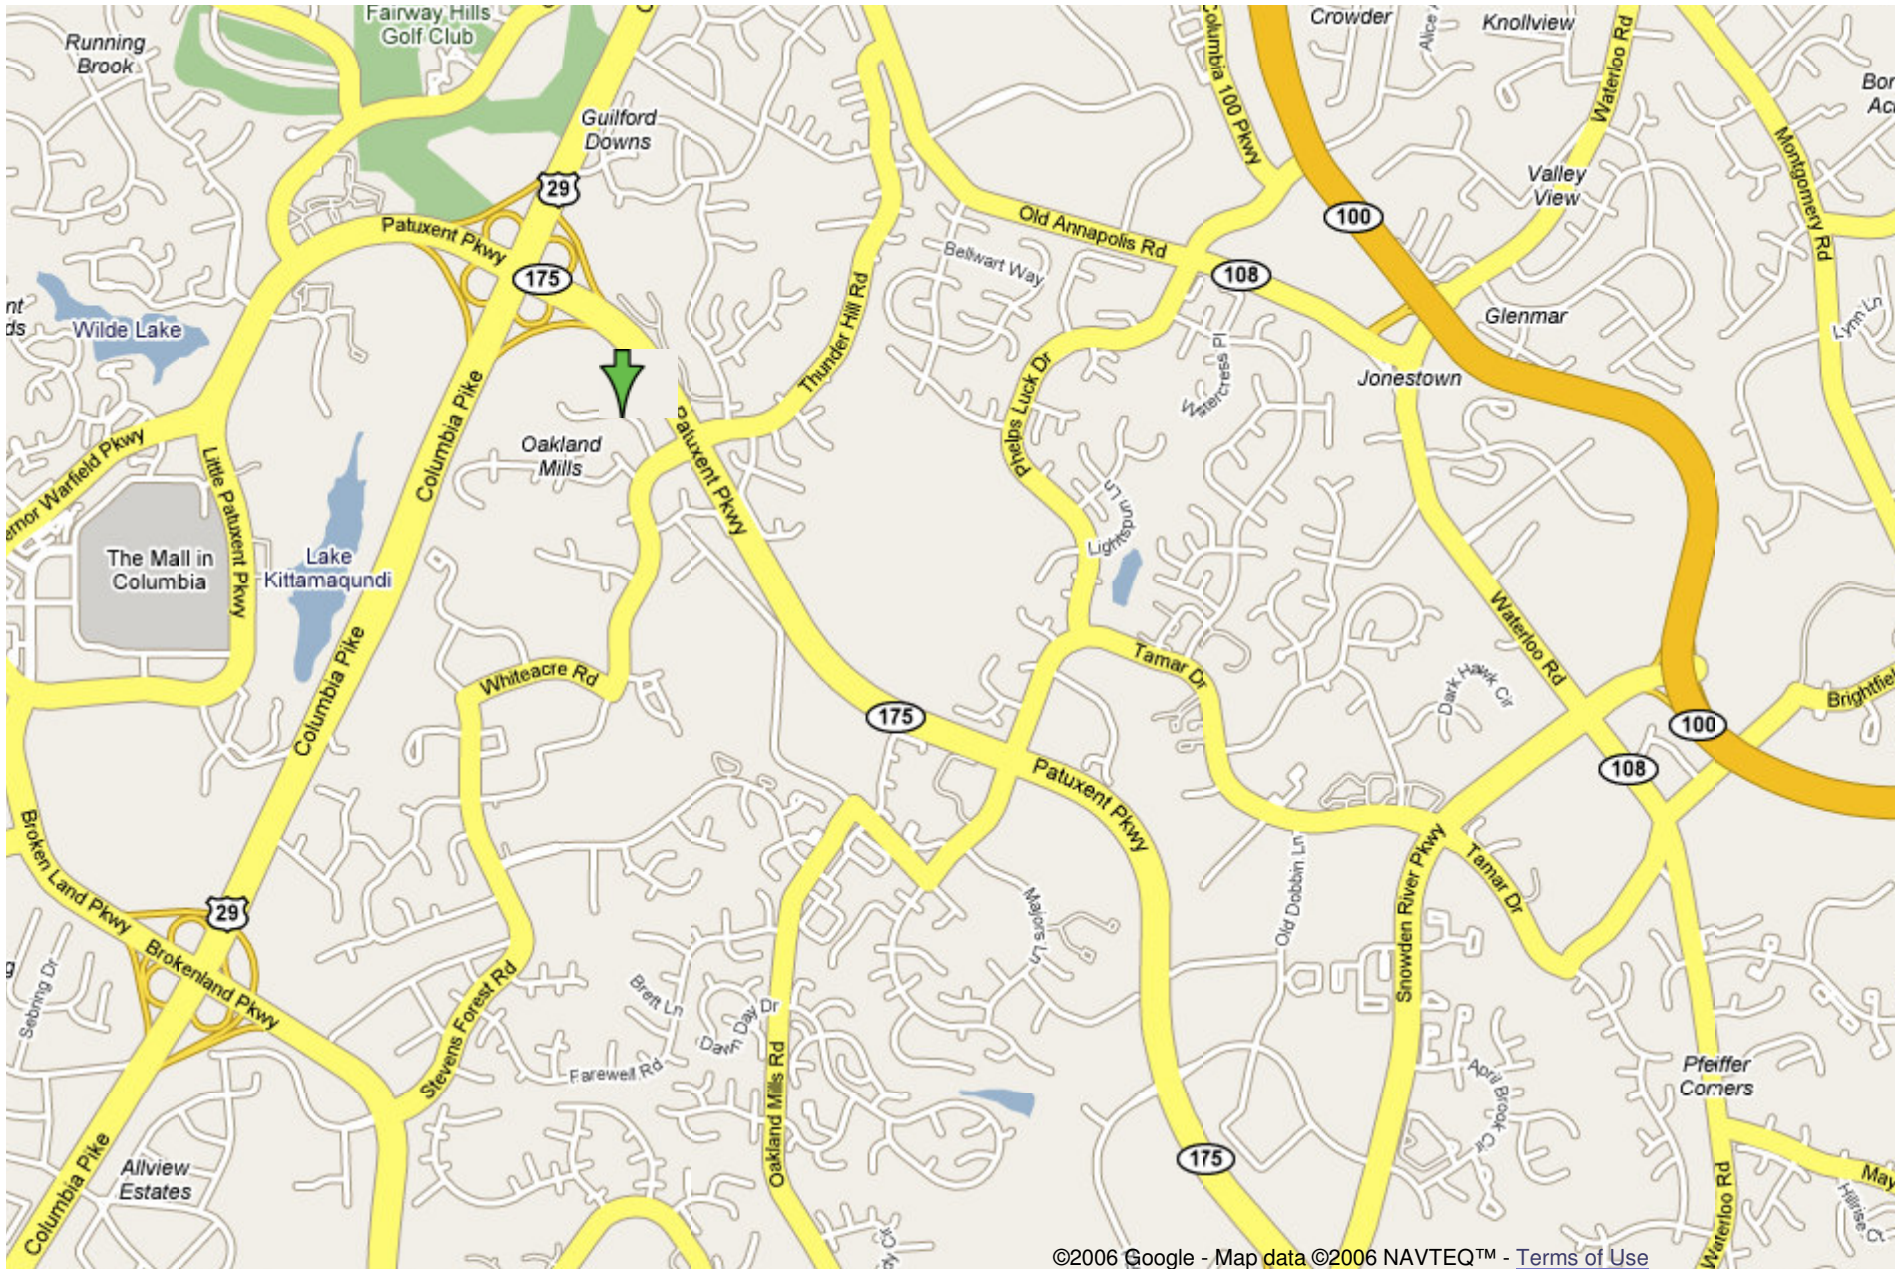 Fairway Hills
Golf Club
Running
Brook
Guilford
Downs
29
Patuxent Pkwy
175
Columbia 100 Pkwy
Crowder
Knollview
Waterloo Rd
Montgomery Rd
Valley
View
100
Old Annapolis Rd
108
Bellwart Way
Glenmar
Lynn Ln
Wilde Lake
Thunder Hill Rd
Phelps Luck Dr
Jonestown
Columbia Pike
Patuxent Pkwy
Oakland
Mills
Little Patuxent Pkwy
The Mall in
Columbia
Lake
Kittamaqundi
Lightspun Ln
Waterloo Rd
Columbia Pike
Whiteacre Rd
Tamar Dr
Dark Hawk Cir
175
100
108
Patuxent Pkwy
Broken Land Pkwy
Snowden River Pkwy
Tamar Dr
Old Dobbin Ln
Majors Ln
29
Brokenland Pkwy
Sebring Dr
Stevens Forest Rd
Brett Ln
Dawn Day Dr
Farewell Rd
Oakland Mills Rd
April Brook Cir
Pfeiffer
Corners
175
Allview
Estates
Columbia Pike
Waterloo Rd
Hillrise Ct
©2006 Google - Map data ©2006 NAVTEQ™ - Terms of Use